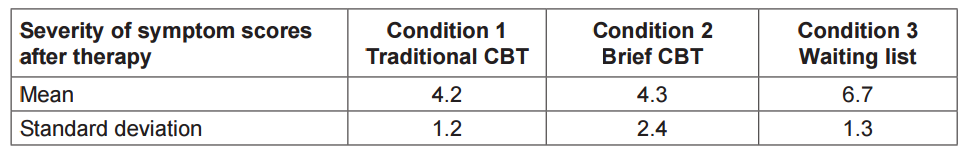 Severity of symptom scores after therapy Condition 1 Traditional CBT Condition 2 Brief CBT Condition 3 Waiting list
Mean 4.2 4.3 6.7
Standard deviation 1.2 2.4 1.3